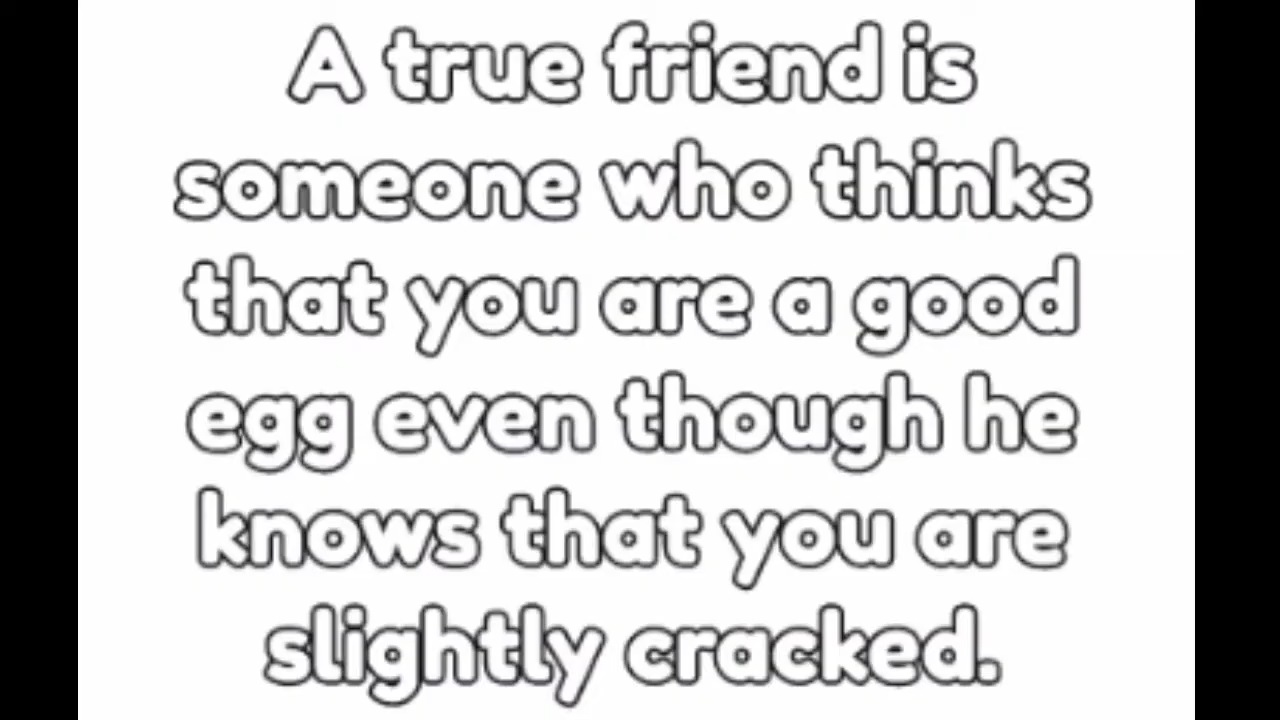 A true friend is
someone who thinks
that you are a good
egg even though he
knows that you are
slightly cracked.